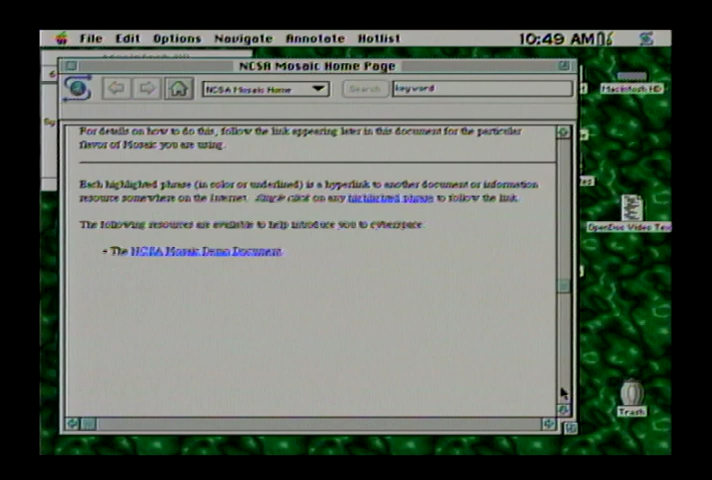 File Edit Options Navigate Annotate Hotlist 10:49 AM
NCSA Mosaic Home Page
NCSA Mosaic Home Search keyword
Macintosh HD
For details on how to do this, follow the link appearing later in this document for the particular
flavor of Mosaic you are using.
Each highlighted phrase (in color or underlined) is a hyperlink to another document or information
resource somewhere on the Internet. Single click on any highlighted phrase to follow the link.
OpenDoc Video
The following resources are available to help introduce you to cyberspace
• The NCSA Mosaic Demo Document.
Trash